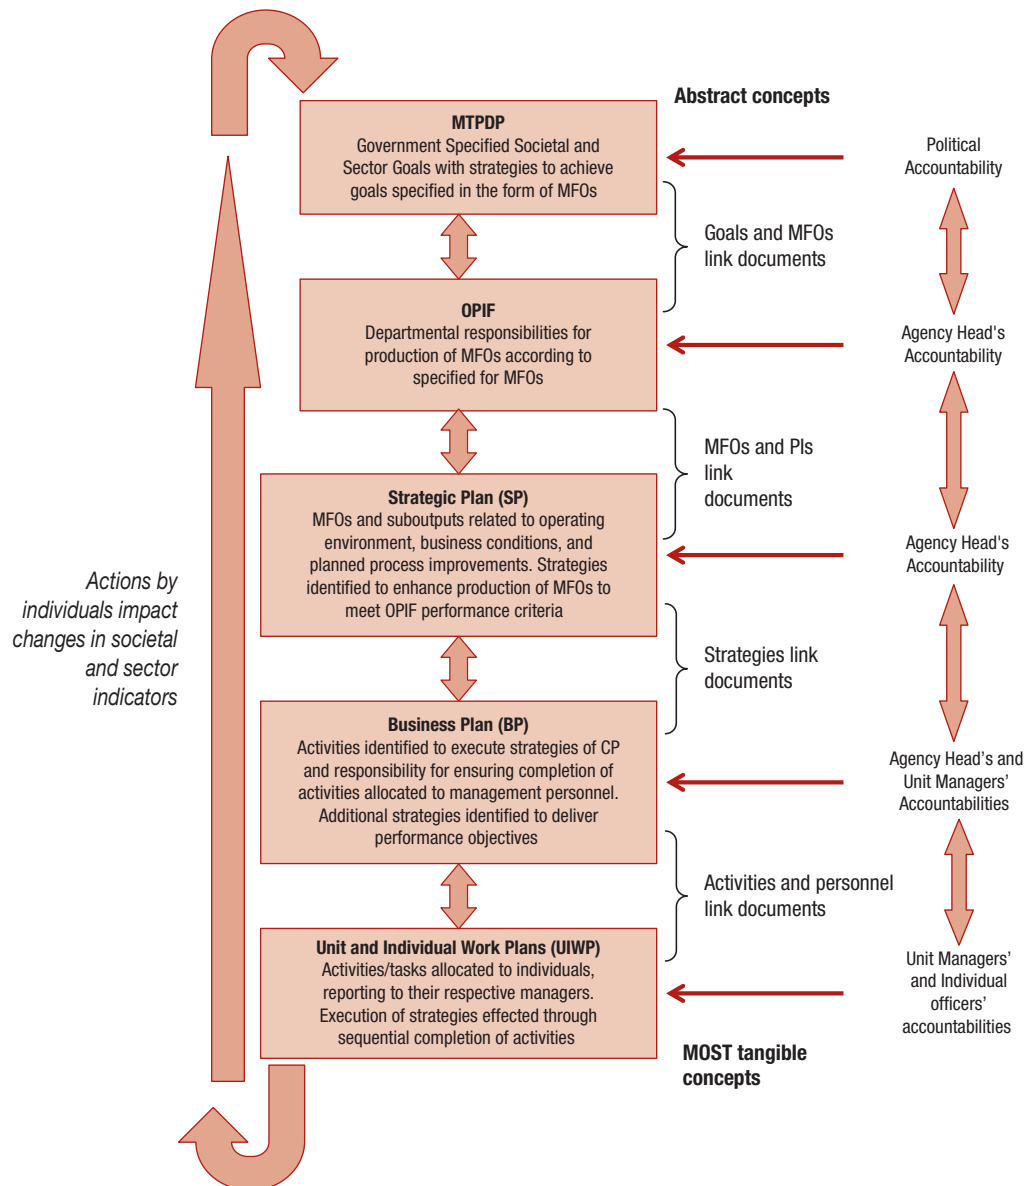 Abstract concepts
MTPDP
Government Specified Societal and
Sector Goals with strategies to achieve
goals specified in the form of MFOs
Political
Accountability
Goals and MFOs
link documents
OPIF
Departmental responsibilities for
production of MFOs according to
specified for MFOs
Agency Head's
Accountability
MFOs and PIs
link
documents
Strategic Plan (SP)
MFOs and suboutputs related to operating
environment, business conditions, and
planned process improvements. Strategies
identified to enhance production of MFOs to
meet OPIF performance criteria
Agency Head's
Accountability
Actions by
individuals impact
changes in societal
and sector
indicators
Strategies link
documents
Business Plan (BP)
Activities identified to execute strategies of CP
and responsibility for ensuring completion of
activities allocated to management personnel.
Additional strategies identified to deliver
performance objectives
Agency Head's and
Unit Managers'
Accountabilities
Activities and personnel
link documents
Unit and Individual Work Plans (UIWP)
Activities/tasks allocated to individuals,
reporting to their respective managers.
Execution of strategies effected through
sequential completion of activities
Unit Managers'
and Individual
officers'
accountabilities
MOST tangible
concepts